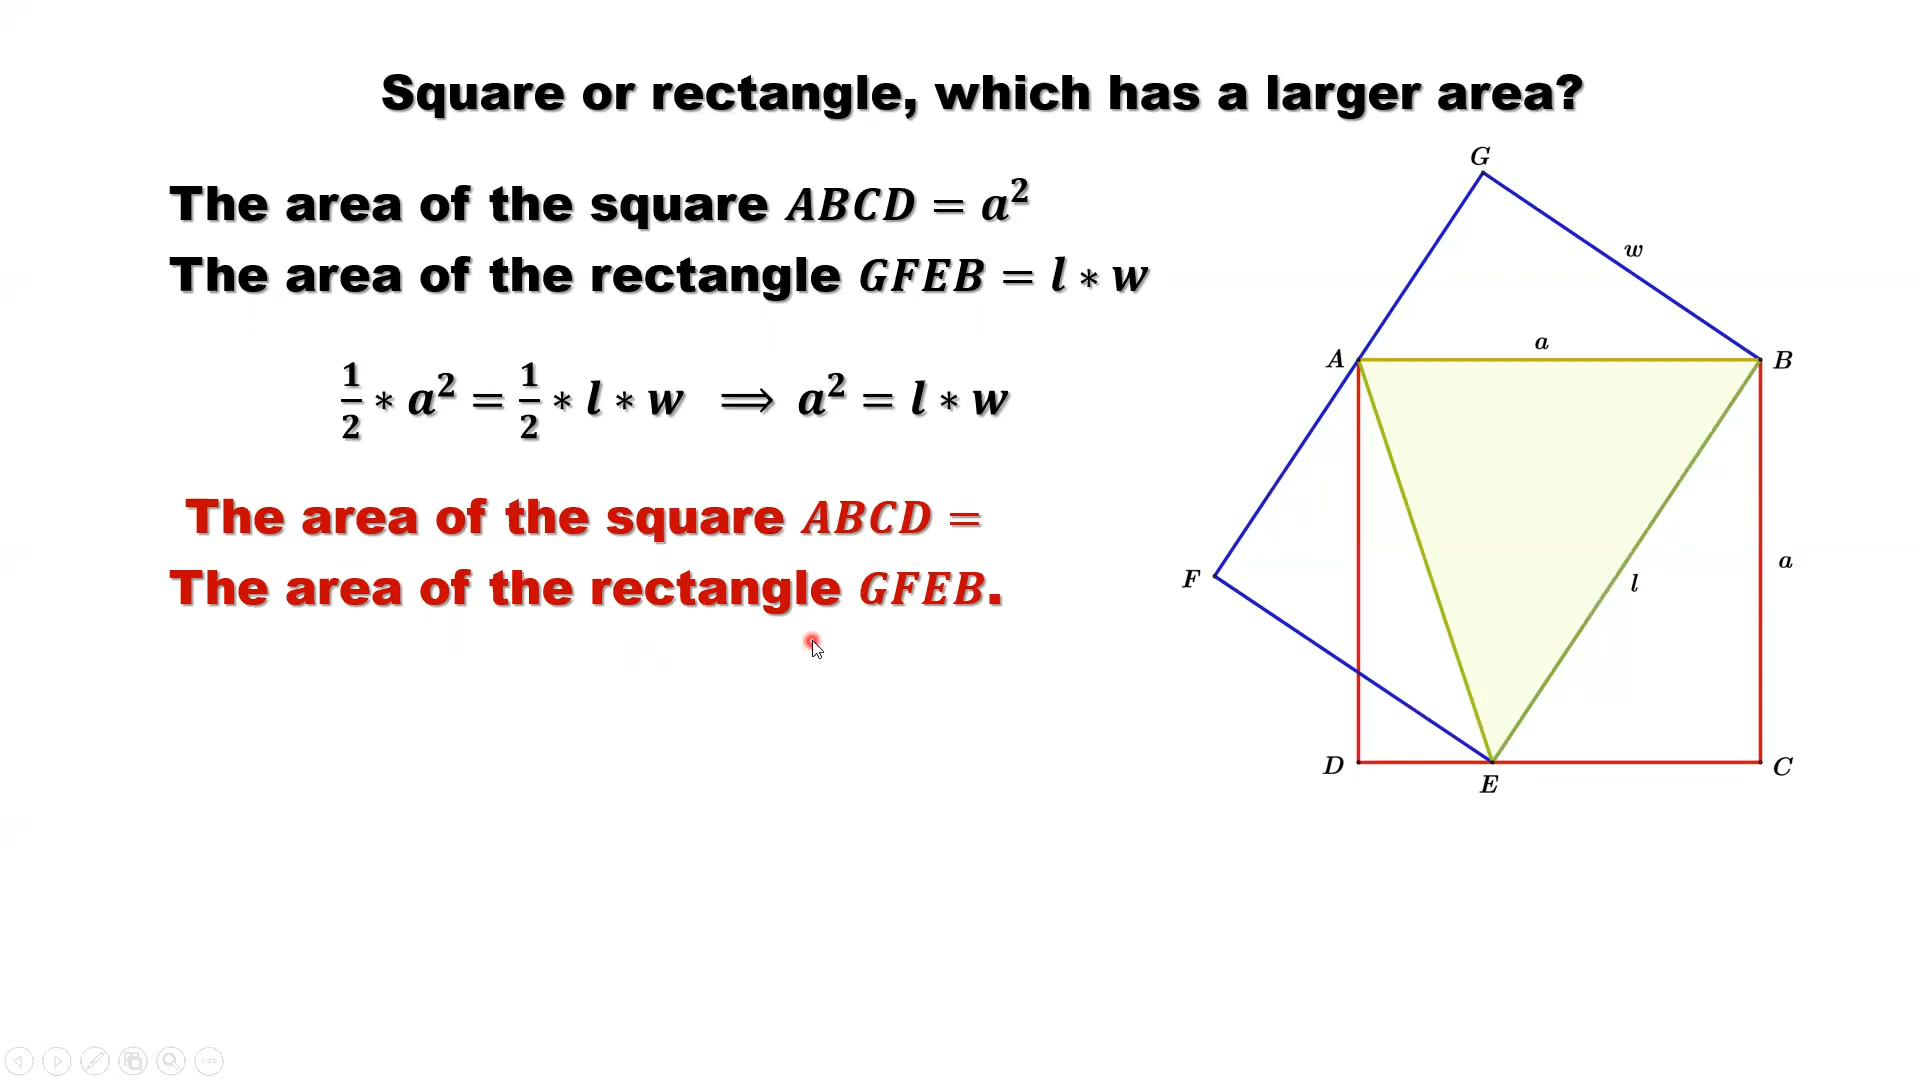 Square or rectangle, which has a larger area?
The area of the square ABCD = a²
The area of the rectangle GFEB = l * w
1/2 * a² = 1/2 * l * w ⟹ a² = l * w
The area of the square ABCD =
The area of the rectangle GFEB.
G
w
a
A
B
F
l
a
D
C
E